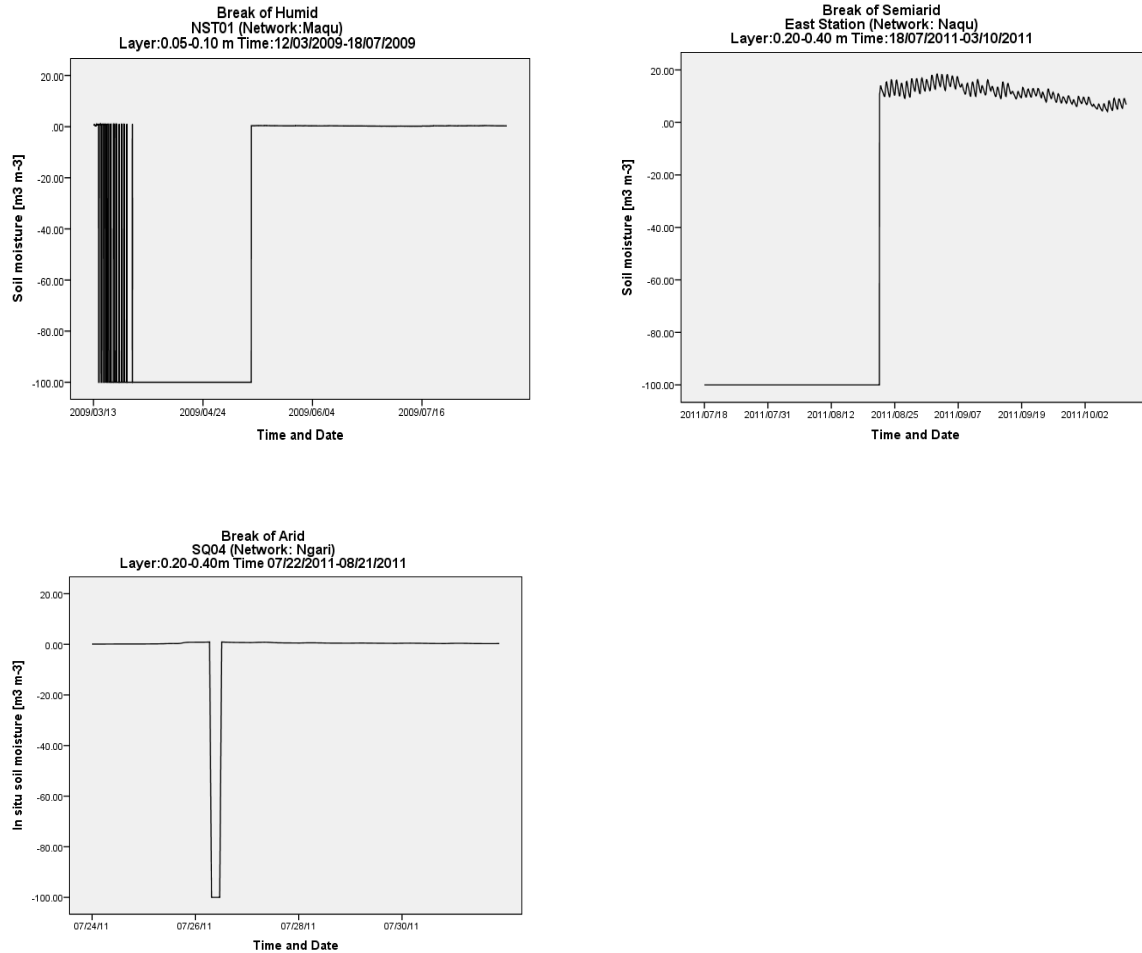 Break of Humid
NST01 (Network:Maqu)
Layer:0.05-0.10 m Time:12/03/2009-18/07/2009
20.00
.00
-20.00
-40.00
-60.00
-80.00
-100.00
Soil moisture [m3 m-3]
2009/03/13 2009/04/24 2009/06/04 2009/07/16
Time and Date
Break of Semiarid
East Station (Network: Naqu)
Layer:0.20-0.40 m Time:18/07/2011-03/10/2011
20.00
.00
-20.00
-40.00
-60.00
-80.00
-100.00
Soil moisture [m3 m-3]
2011/07/18 2011/07/31 2011/08/12 2011/08/25 2011/09/07 2011/09/19 2011/10/02
Time and Date
Break of Arid
SQ04 (Network: Ngari)
Layer:0.20-0.40m Time 07/22/2011-08/21/2011
20.00
0.00
-20.00
-40.00
-60.00
-80.00
-100.00
In situ soil moisture [m3 m-3]
07/24/11 07/26/11 07/28/11 07/30/11
Time and Date